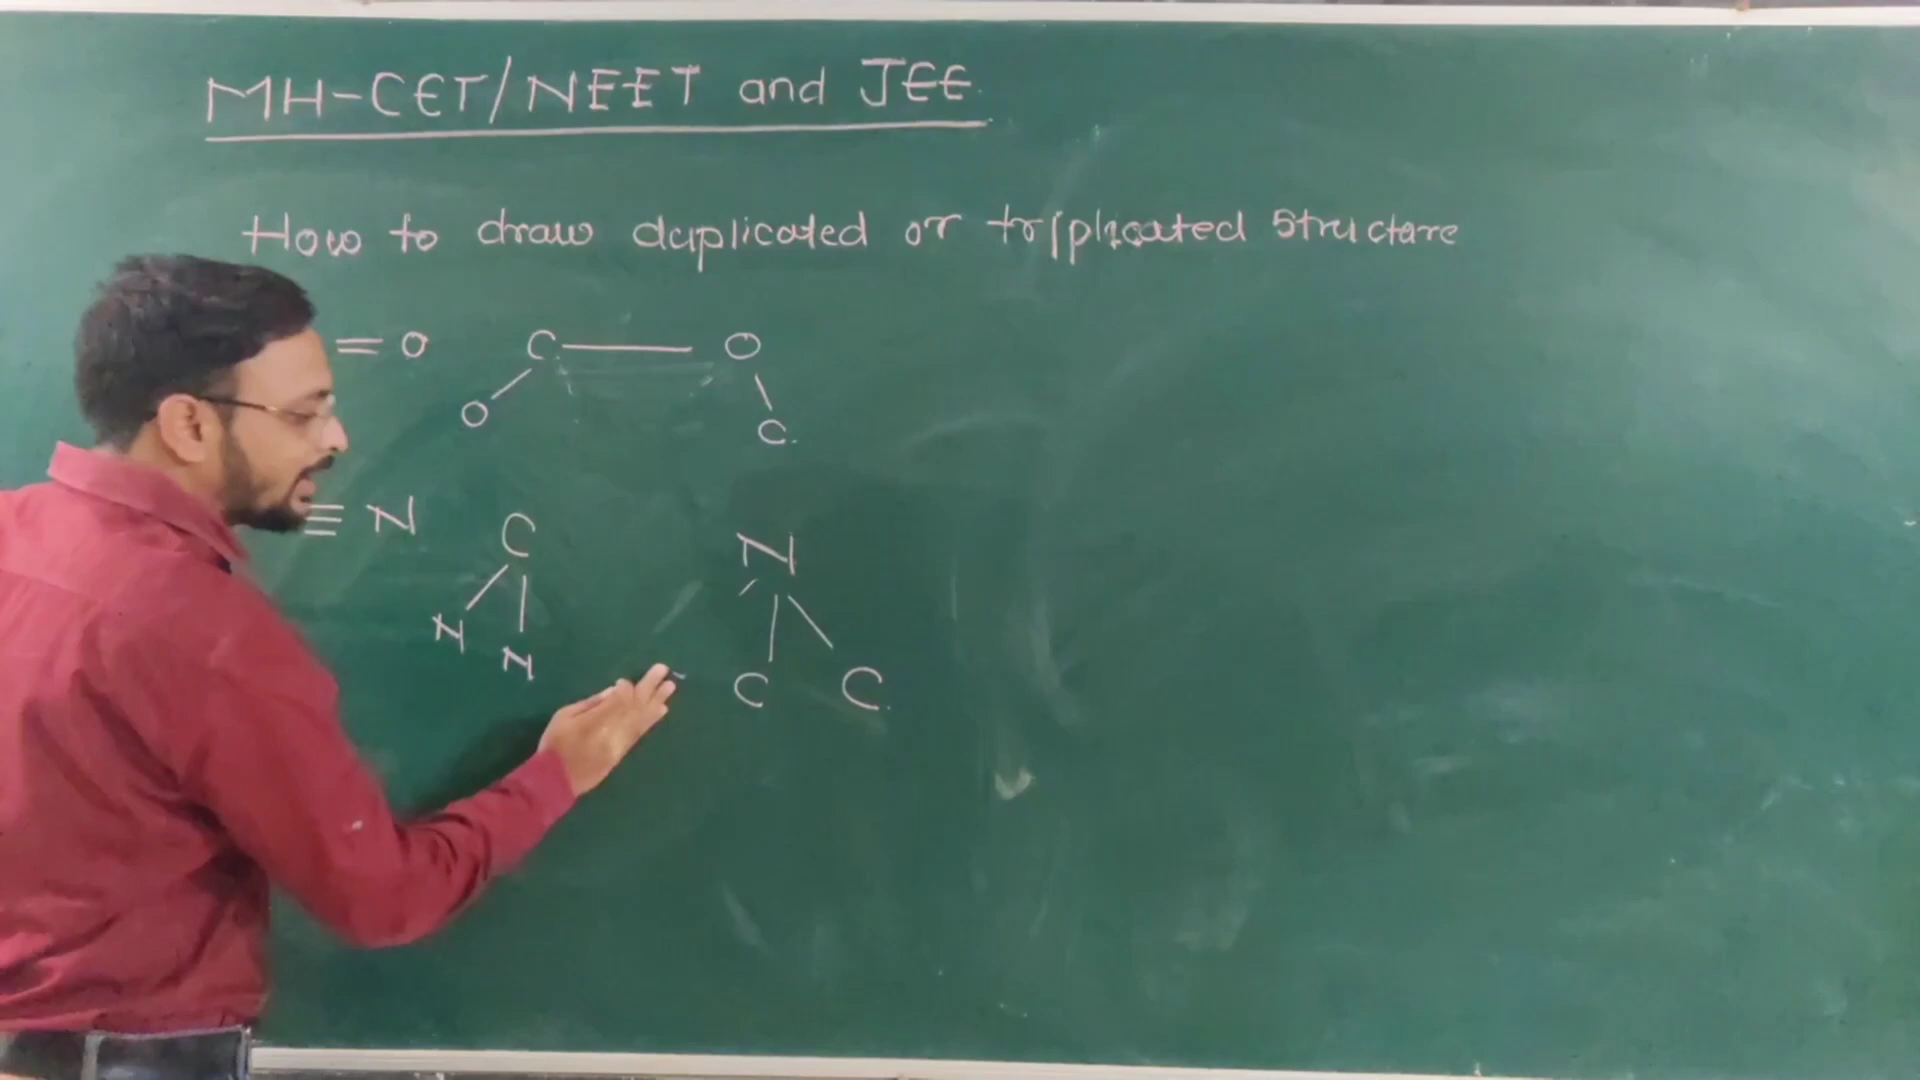 MH-CET/NEET and JEE.
How to draw duplicated or triplicated structure
= O C — O
O C.
≡ N C N
N N C C.